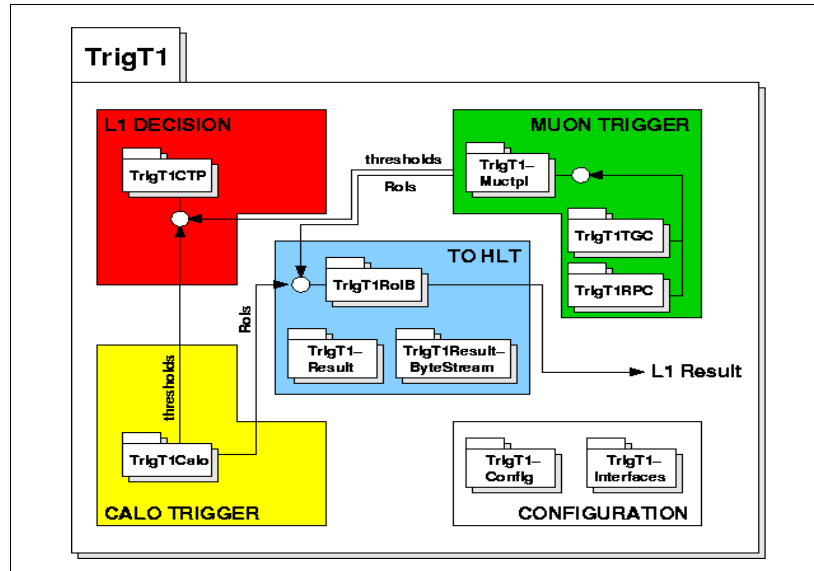 TrigT1
L1 DECISION
TrigT1CTP
MUON TRIGGER
TrigT1–
Muctpi
thresholds
RoIs
TrigT1TGC
TrigT1RPC
TO HLT
TrigT1RoIB
TrigT1–
Result
TrigT1Result–
ByteStream
RoIs
thresholds
L1 Result
TrigT1Calo
CALO TRIGGER
TrigT1–
Config
TrigT1–
Interfaces
CONFIGURATION